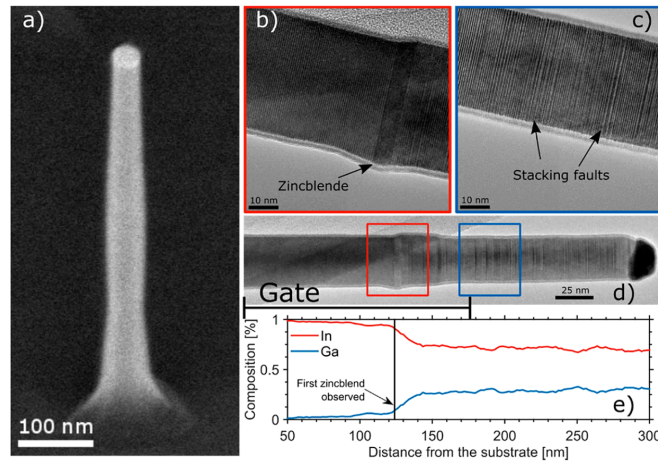 a)
100 nm
b)
Zincblende
10 nm
c)
Stacking faults
10 nm
Gate
25 nm
d)
Composition [%]
1
0.5
0
In
Ga
First zincblend
observed
e)
50 100 150 200 250 300
Distance from the substrate [nm]